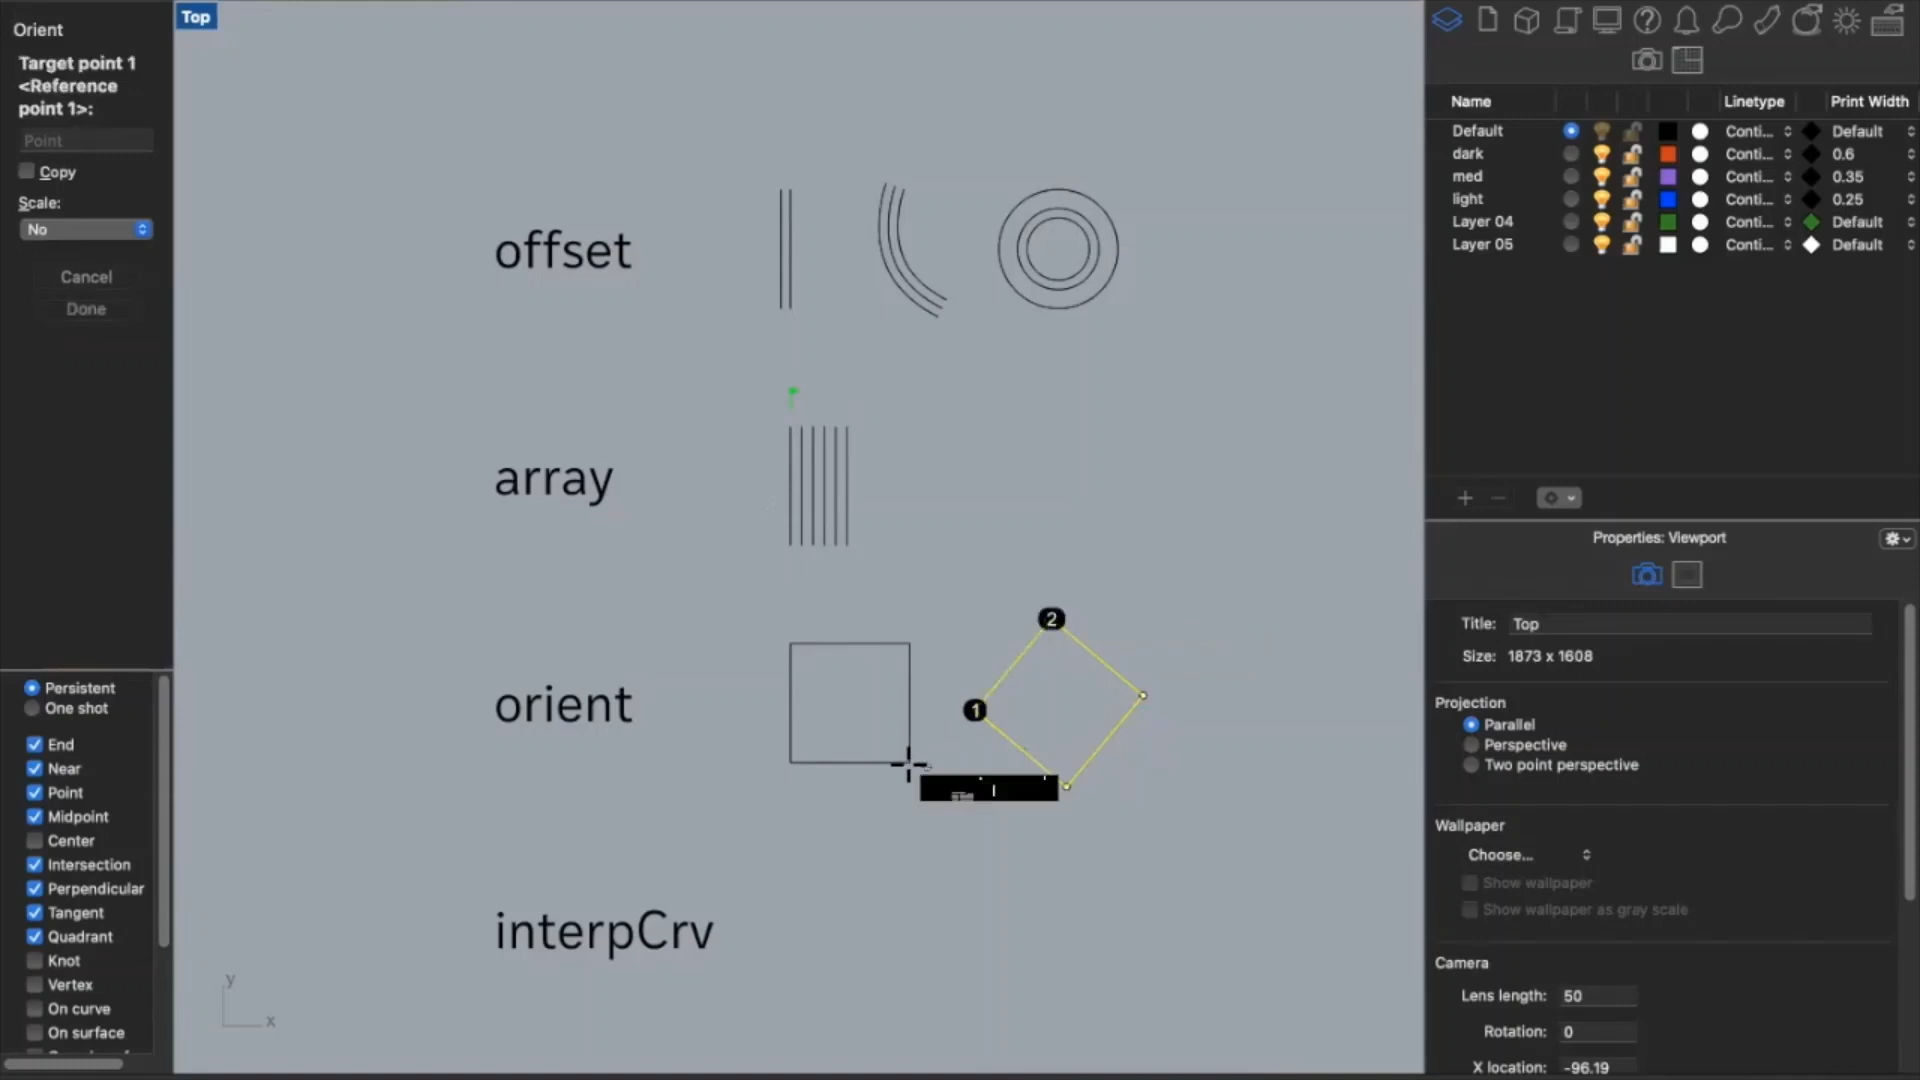 Orient
Target point 1
<Reference
point 1>:
Point
Copy
Scale:
No
Cancel
Done
Persistent
One shot
End
Near
Point
Midpoint
Center
Intersection
Perpendicular
Tangent
Quadrant
Knot
Vertex
On curve
On surface
Top
offset
array
orient
1
2
interpCrv
y
x
Name Linetype Print Width
Default Conti... Default
dark Conti... 0.6
med Conti... 0.35
light Conti... 0.25
Layer 04 Conti... Default
Layer 05 Conti... Default
Properties: Viewport
Title: Top
Size: 1873 x 1608
Projection
Parallel
Perspective
Two point perspective
Wallpaper
Choose...
Show wallpaper
Show wallpaper as gray scale
Camera
Lens length: 50
Rotation: 0
X location: -96.19